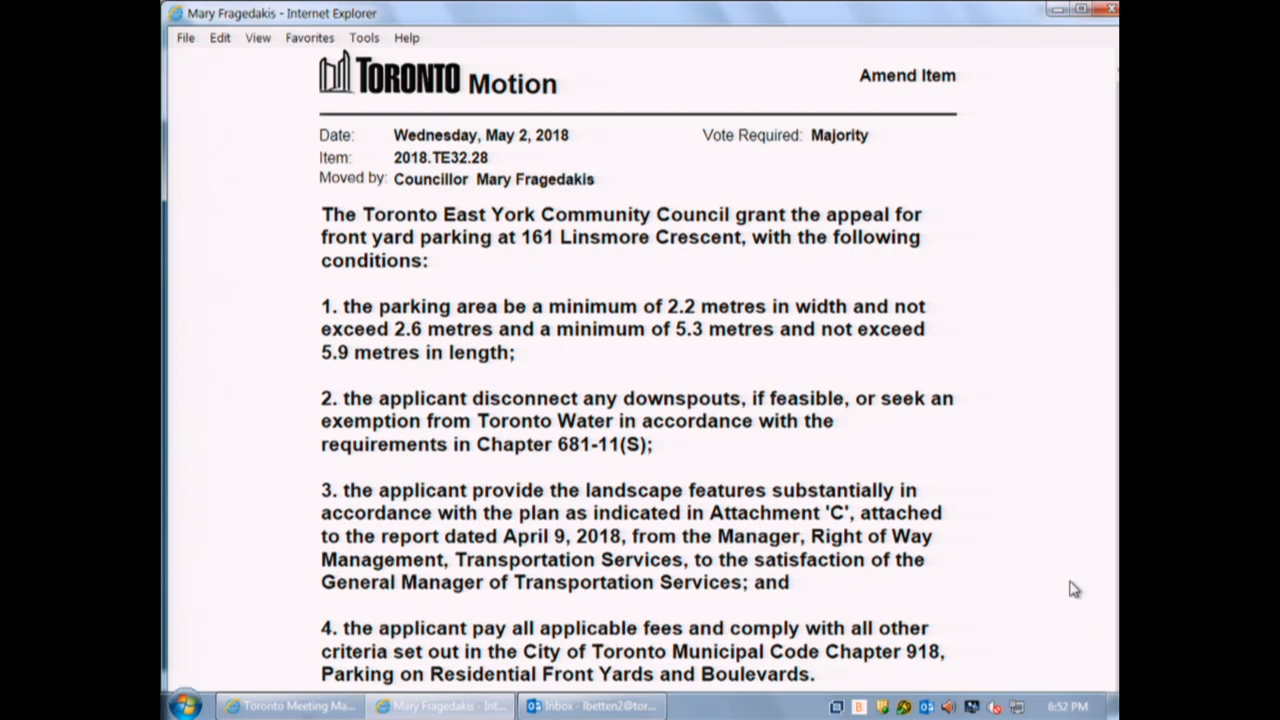 Mary Fragedakis - Internet Explorer
File Edit View Favorites Tools Help
TORONTO Motion
Amend Item
Date: Wednesday, May 2, 2018
Vote Required: Majority
Item: 2018.TE32.28
Moved by: Councillor Mary Fragedakis
The Toronto East York Community Council grant the appeal for
front yard parking at 161 Linsmore Crescent, with the following
conditions:
1. the parking area be a minimum of 2.2 metres in width and not
exceed 2.6 metres and a minimum of 5.3 metres and not exceed
5.9 metres in length;
2. the applicant disconnect any downspouts, if feasible, or seek an
exemption from Toronto Water in accordance with the
requirements in Chapter 681-11(S);
3. the applicant provide the landscape features substantially in
accordance with the plan as indicated in Attachment 'C', attached
to the report dated April 9, 2018, from the Manager, Right of Way
Management, Transportation Services, to the satisfaction of the
General Manager of Transportation Services; and
4. the applicant pay all applicable fees and comply with all other
criteria set out in the City of Toronto Municipal Code Chapter 918,
Parking on Residential Front Yards and Boulevards.
Toronto Meeting Ma... Mary Fragedakis - Int... Inbox - lbetten2@tor... 6:52 PM